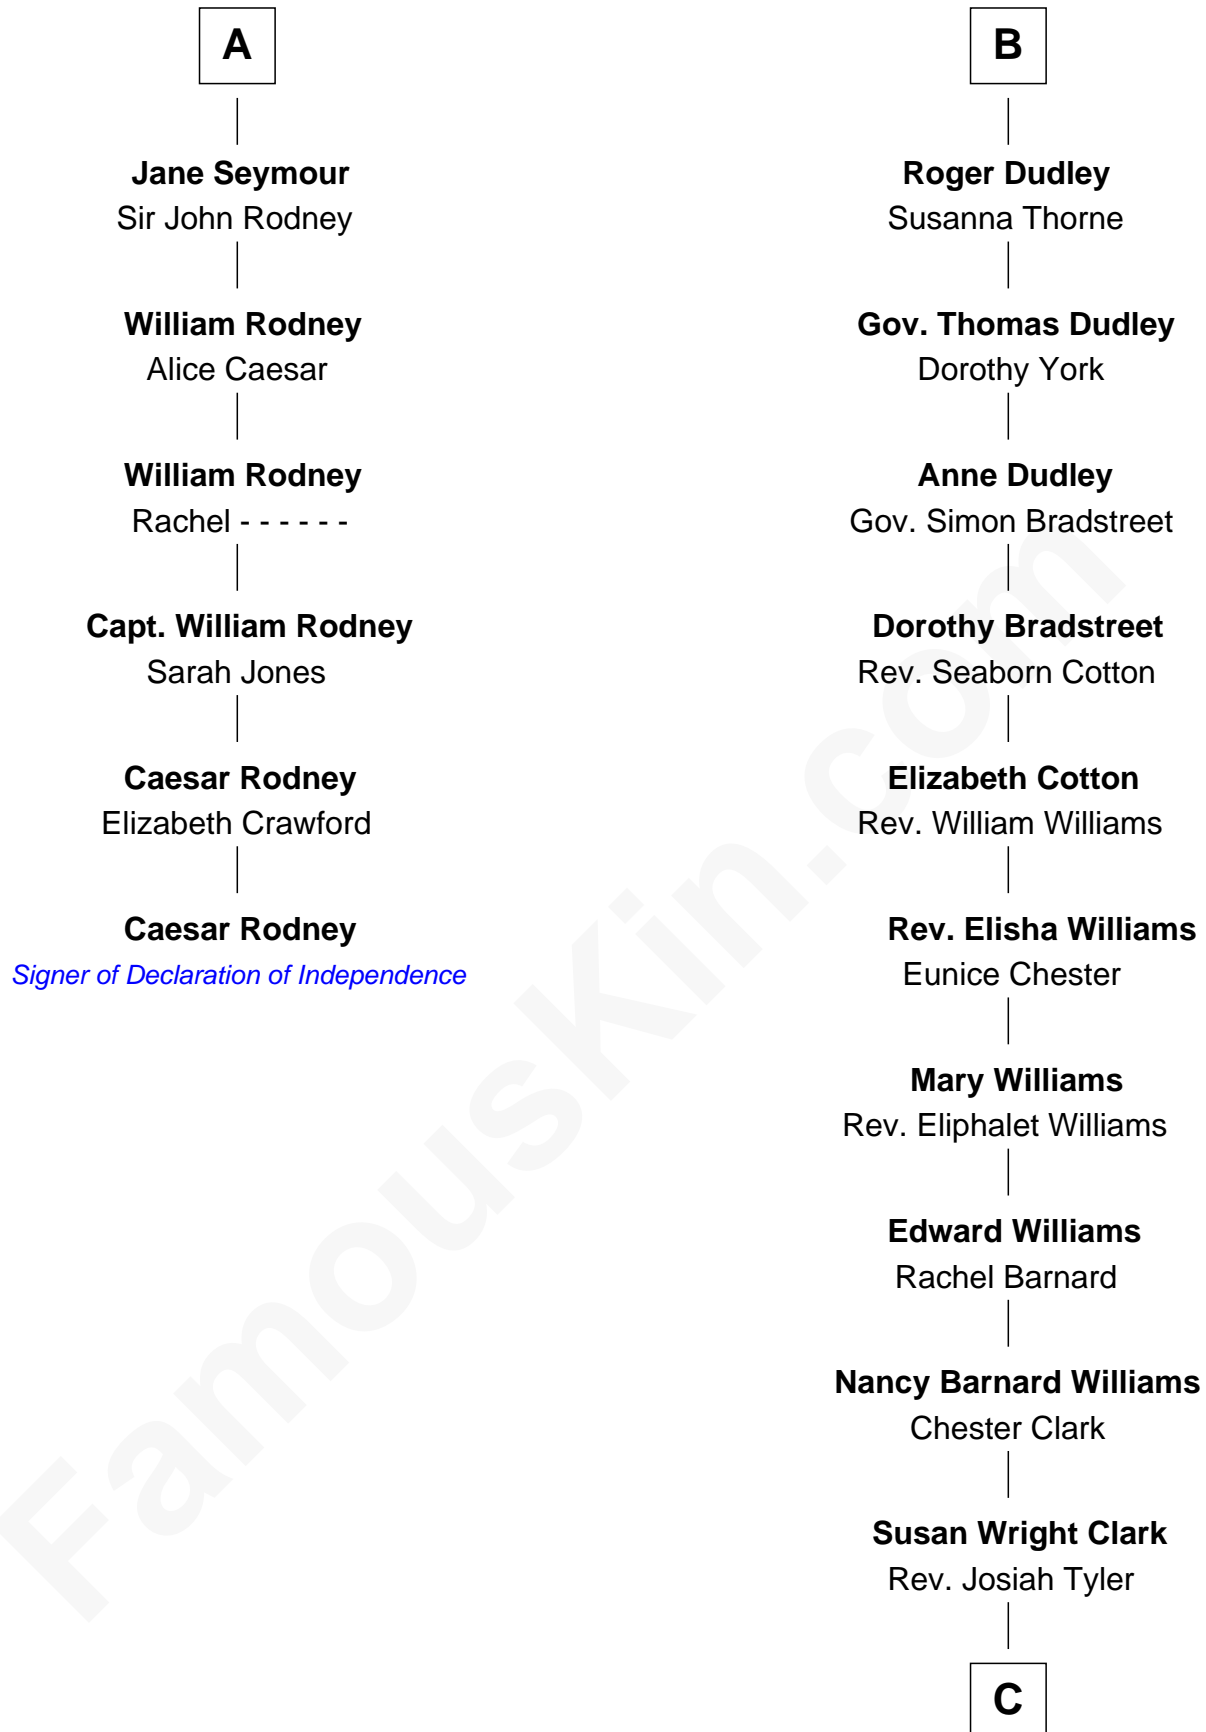 A
Jane Seymour
Sir John Rodney
William Rodney
Alice Caesar
William Rodney
Rachel - - - - - -
Capt. William Rodney
Sarah Jones
Caesar Rodney
Elizabeth Crawford
Caesar Rodney
Signer of Declaration of Independence
B
Roger Dudley
Susanna Thorne
Gov. Thomas Dudley
Dorothy York
Anne Dudley
Gov. Simon Bradstreet
Dorothy Bradstreet
Rev. Seaborn Cotton
Elizabeth Cotton
Rev. William Williams
Rev. Elisha Williams
Eunice Chester
Mary Williams
Rev. Eliphalet Williams
Edward Williams
Rachel Barnard
Nancy Barnard Williams
Chester Clark
Susan Wright Clark
Rev. Josiah Tyler
C
FamousKin.com